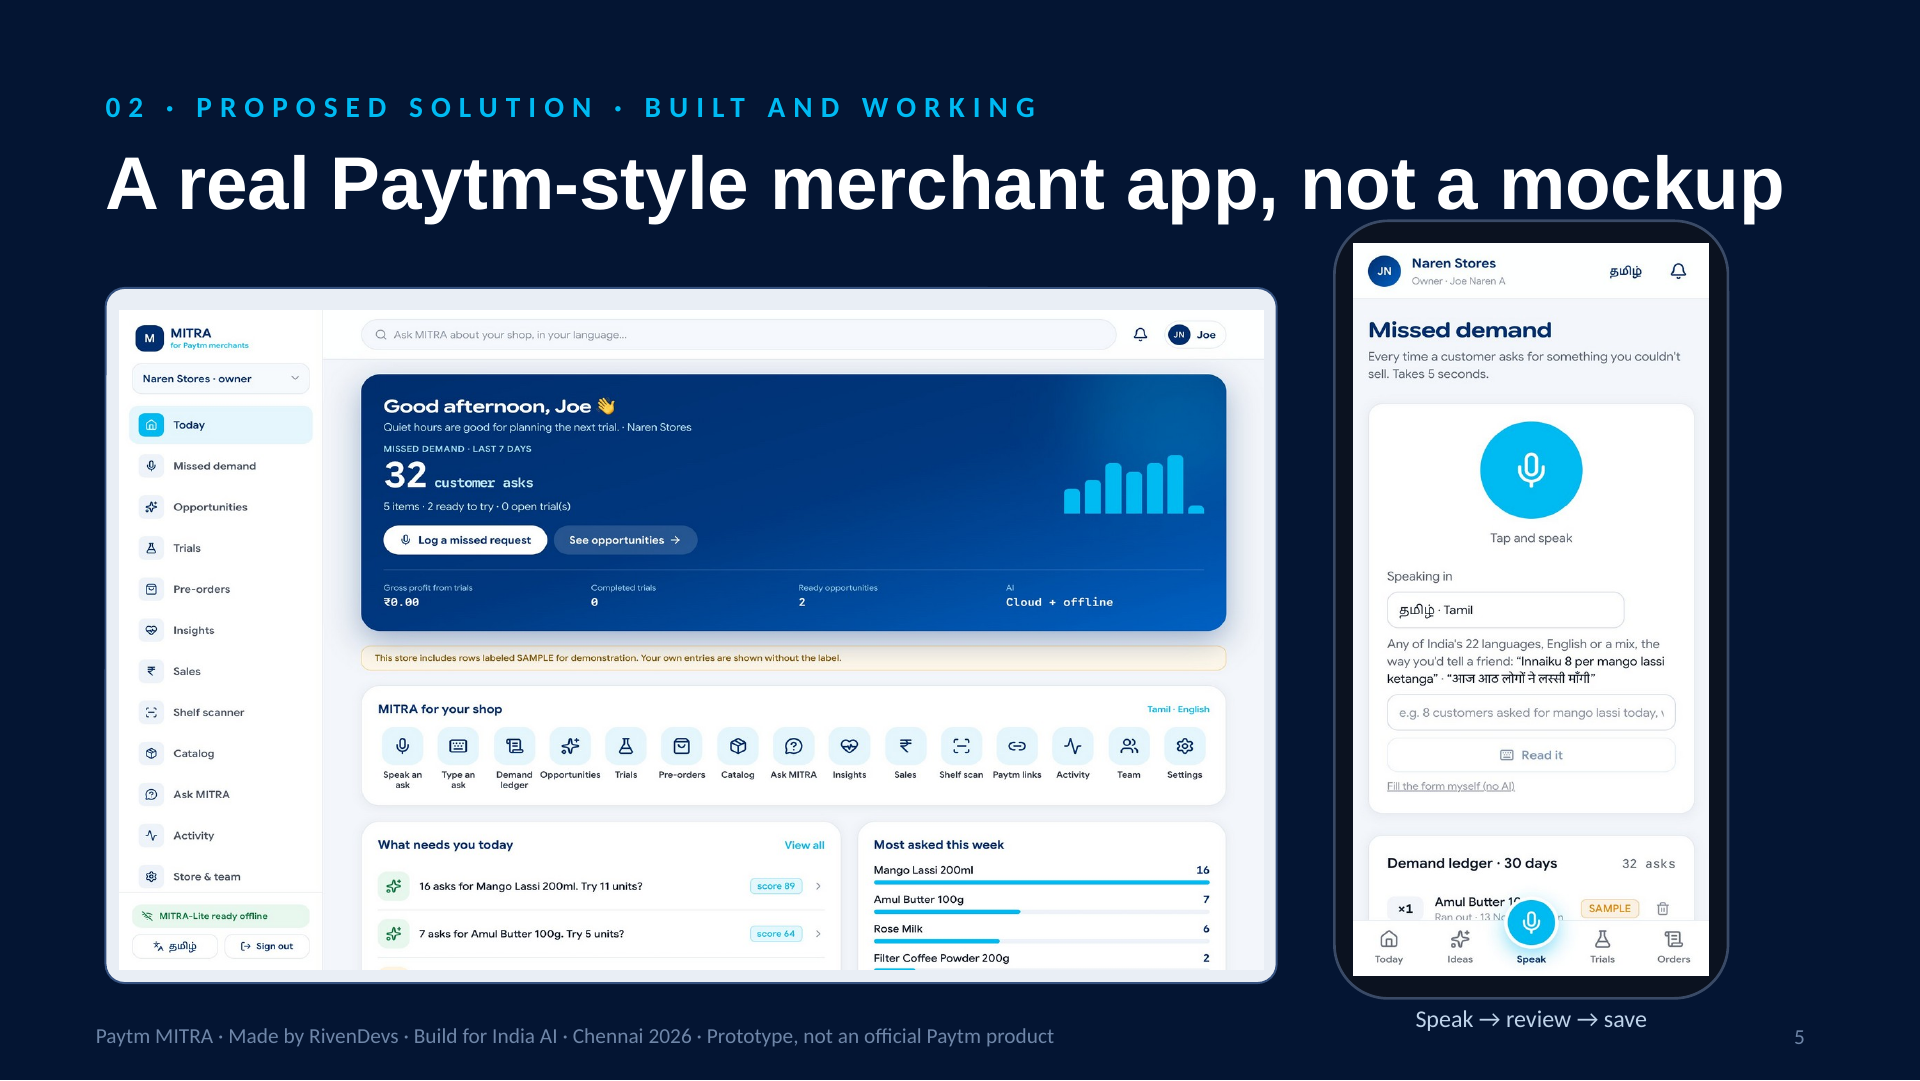 02 · PROPOSED SOLUTION · BUILT AND WORKING
A real Paytm-style merchant app, not a mockup
M
MITRA
for Paytm merchants
Naren Stores · owner
Today
Missed demand
Opportunities
Trials
Pre-orders
Insights
Sales
Shelf scanner
Catalog
Ask MITRA
Activity
Store & team
MITRA-Lite ready offline
தமிழ்
Sign out
Ask MITRA about your shop, in your language...
JN Joe
Good afternoon, Joe 👋
Quiet hours are good for planning the next trial. · Naren Stores
MISSED DEMAND · LAST 7 DAYS
32 customer asks
5 items · 2 ready to try · 0 open trial(s)
Log a missed request
See opportunities →
Gross profit from trials
₹0.00
Completed trials
0
Ready opportunities
2
AI
Cloud + offline
This store includes rows labeled SAMPLE for demonstration. Your own entries are shown without the label.
MITRA for your shop
Tamil · English
Speak an ask
Type an ask
Demand ledger
Opportunities
Trials
Pre-orders
Catalog
Ask MITRA
Insights
Sales
Shelf scan
Paytm links
Activity
Team
Settings
What needs you today
View all
16 asks for Mango Lassi 200ml. Try 11 units?
score 89
7 asks for Amul Butter 100g. Try 5 units?
score 64
Most asked this week
Mango Lassi 200ml 16
Amul Butter 100g 7
Rose Milk 6
Filter Coffee Powder 200g 2
JN
Naren Stores
Owner · Joe Naren A
தமிழ்
Missed demand
Every time a customer asks for something you couldn't
sell. Takes 5 seconds.
Tap and speak
Speaking in
தமிழ் · Tamil
Any of India's 22 languages, English or a mix, the
way you'd tell a friend: "Innaiku 8 per mango lassi
ketanga" · "आज आठ लोगों ने लस्सी माँगी"
e.g. 8 customers asked for mango lassi today,
Read it
Fill the form myself (no AI)
Demand ledger · 30 days
32 asks
×1
Amul Butter
Ran out · 13
SAMPLE
Today
Ideas
Speak
Trials
Orders
Speak → review → save
Paytm MITRA · Made by RivenDevs · Build for India AI · Chennai 2026 · Prototype, not an official Paytm product
5